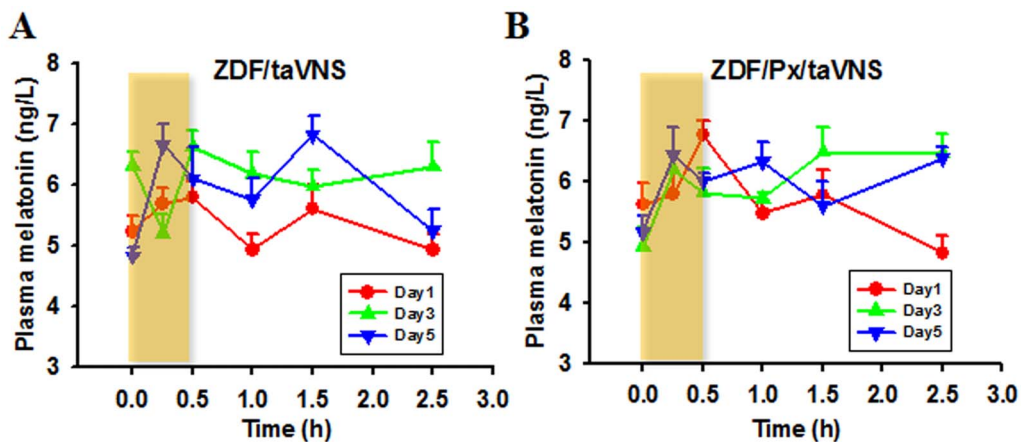 A
ZDF/taVNS
Plasma melatonin (ng/L)
8
7
6
5
4
3
0.0 0.5 1.0 1.5 2.0 2.5 3.0
Time (h)
Day1
Day3
Day5
B
ZDF/Px/taVNS
Plasma melatonin (ng/L)
8
7
6
5
4
3
0.0 0.5 1.0 1.5 2.0 2.5 3.0
Time (h)
Day1
Day3
Day5